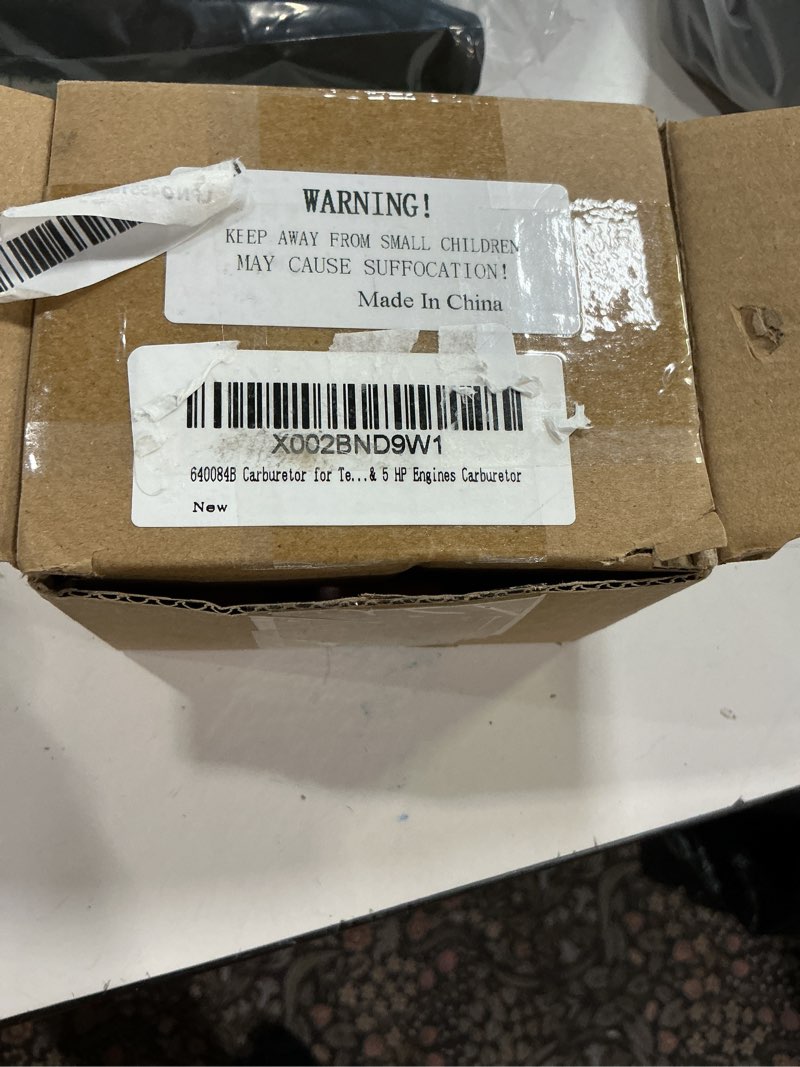 WARNING!
KEEP AWAY FROM SMALL CHILDREN
MAY CAUSE SUFFOCATION!
Made In China
X002BND9W1
640084B Carburetor for Te...& 5 HP Engines Carburetor
New